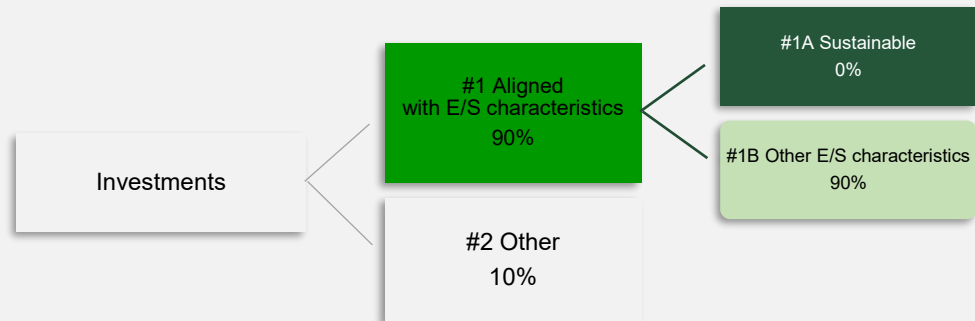 Investments
#1 Aligned
with E/S characteristics
90%
#2 Other
10%
#1A Sustainable
0%
#1B Other E/S characteristics
90%